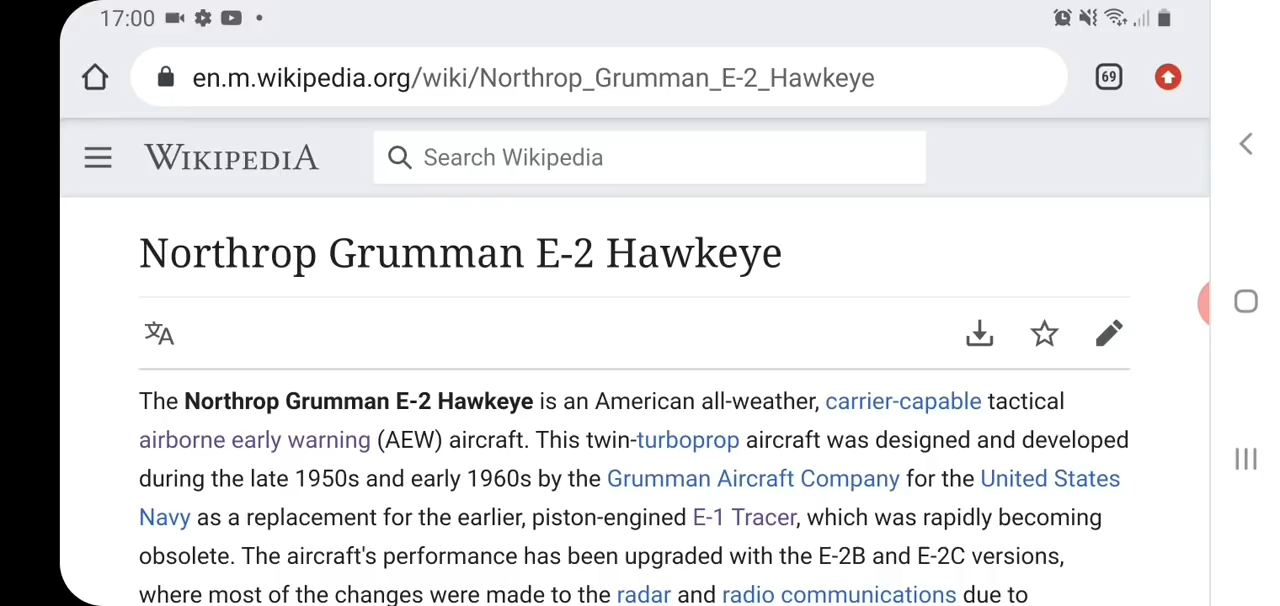 17:00
en.m.wikipedia.org/wiki/Northrop_Grumman_E-2_Hawkeye
69
WIKIPEDIA
Search Wikipedia
Northrop Grumman E-2 Hawkeye
The Northrop Grumman E-2 Hawkeye is an American all-weather, carrier-capable tactical
airborne early warning (AEW) aircraft. This twin-turboprop aircraft was designed and developed
during the late 1950s and early 1960s by the Grumman Aircraft Company for the United States
Navy as a replacement for the earlier, piston-engined E-1 Tracer, which was rapidly becoming
obsolete. The aircraft's performance has been upgraded with the E-2B and E-2C versions,
where most of the changes were made to the radar and radio communications due to